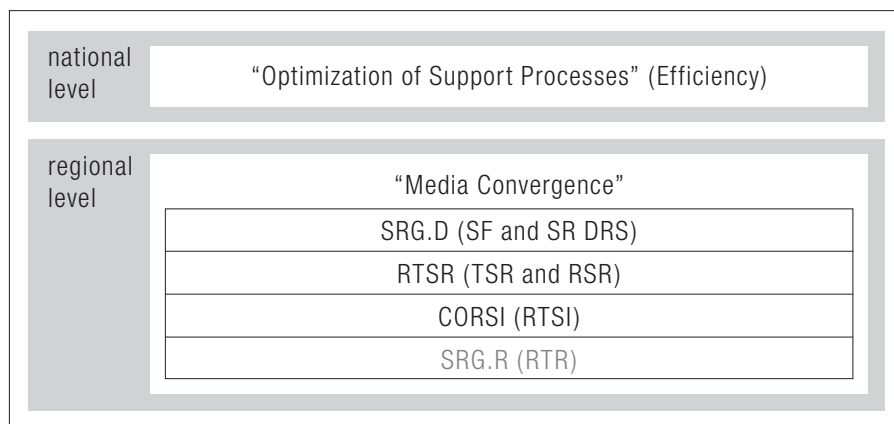 national
level
“Optimization of Support Processes” (Efficiency)
regional
level
“Media Convergence”
SRG.D (SF and SR DRS)
RTSR (TSR and RSR)
CORSI (RTSI)
SRG.R (RTR)